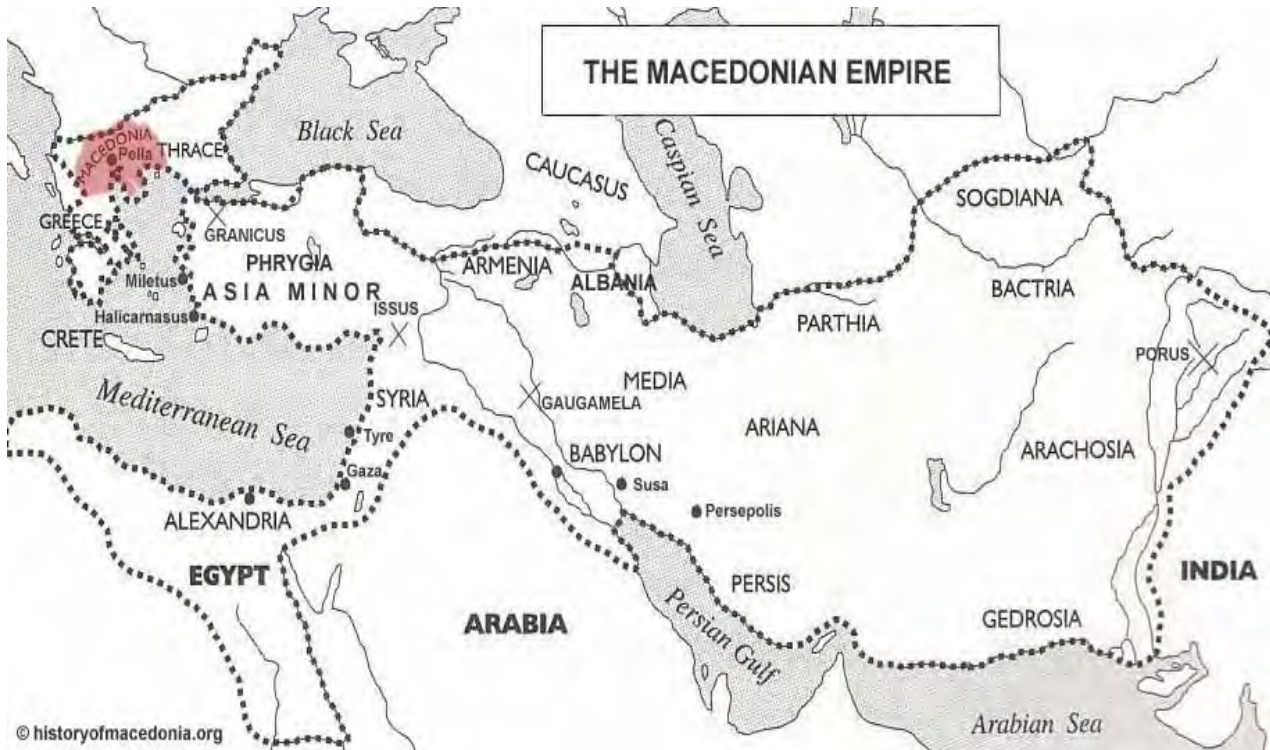 THE MACEDONIAN EMPIRE
Black Sea
MACEDONIA
Pella
THRACE
CAUCASUS
Caspian Sea
SOGDIANA
GREECE
GRANICUS
PHRYGIA
ARMENIA
ALBANIA
BACTRIA
Miletus
ASIA MINOR
ISSUS
PARTHIA
Halicarnasus
CRETE
PORUS
MEDIA
Mediterranean Sea
SYRIA
GAUGAMELA
ARIANA
Tyre
BABYLON
ARACHOSIA
Gaza
Susa
Persepolis
ALEXANDRIA
EGYPT
PERSIS
INDIA
Persian Gulf
ARABIA
GEDROSIA
Arabian Sea
© historyofmacedonia.org